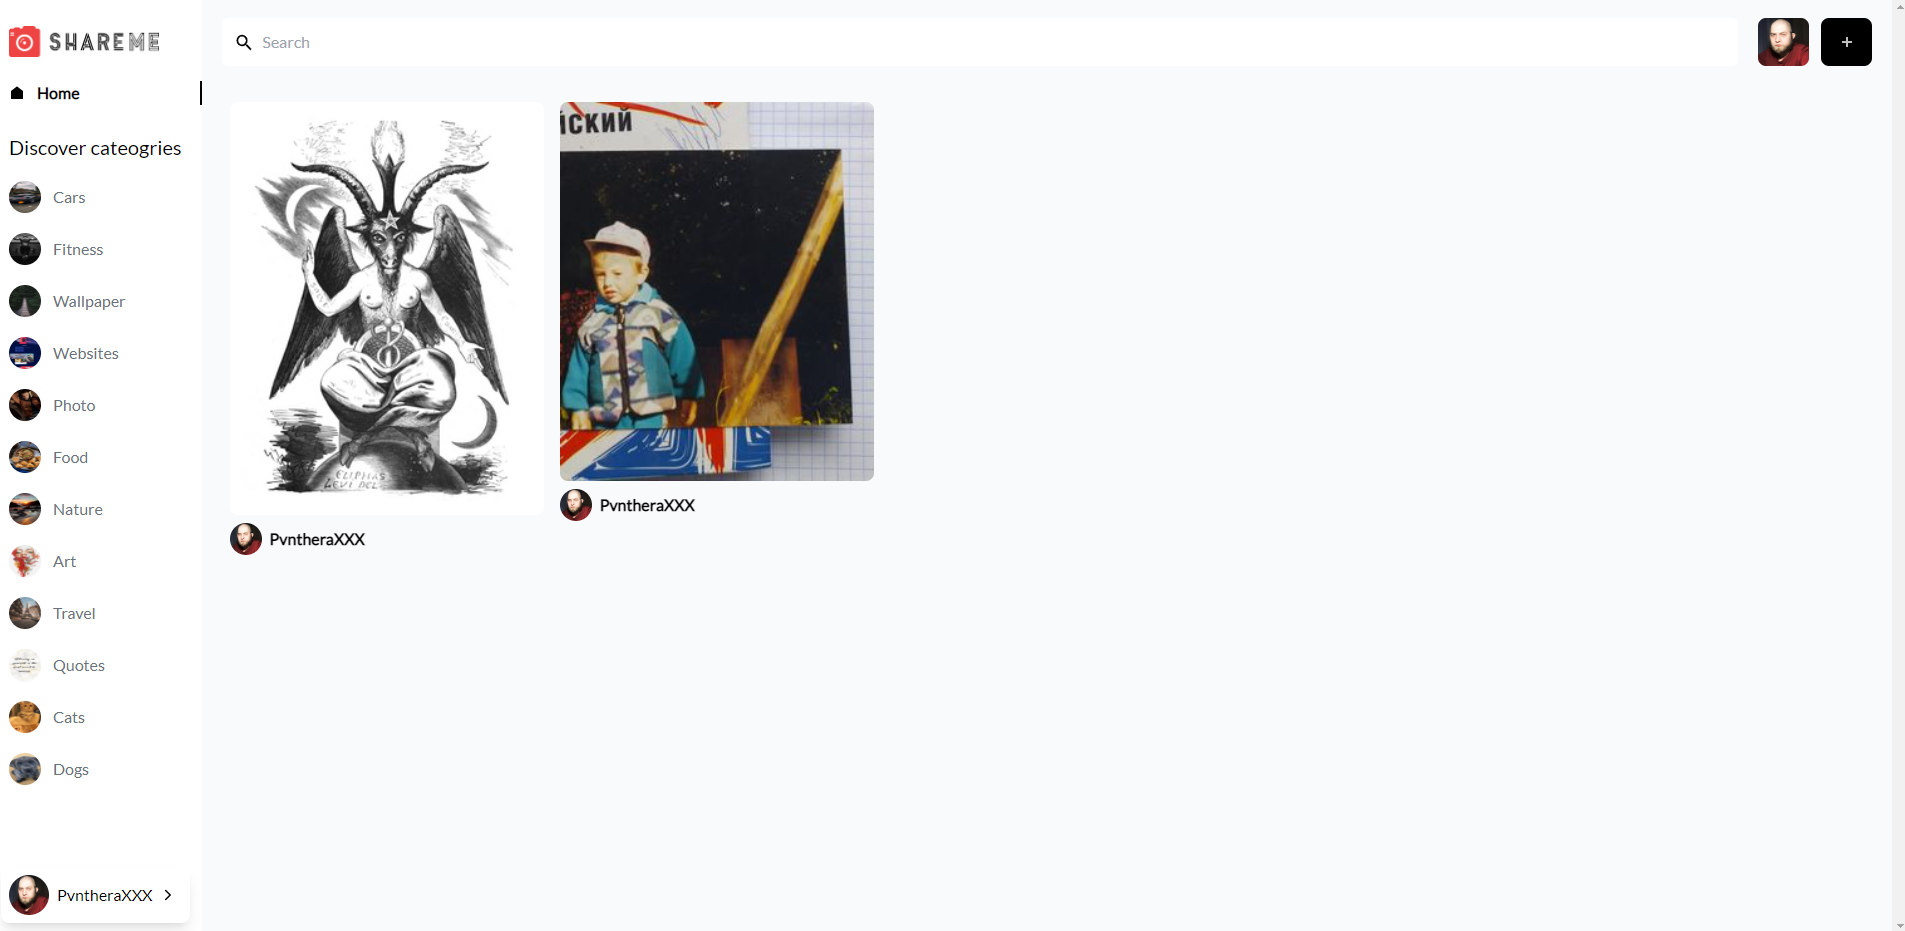 SHAREME
Search
+
Home
Discover cateogries
Cars
Fitness
Wallpaper
Websites
Photo
Food
Nature
Art
Travel
Quotes
Cats
Dogs
PvntheraXXX
ELIPHAS
LEVI DEL
PvntheraXXX
ЙСКИЙ
PvntheraXXX